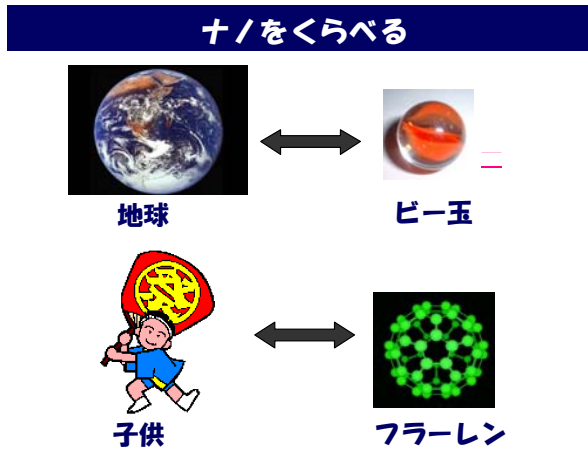 ナノをくらべる
地球
ビー玉
子供
フラーレン